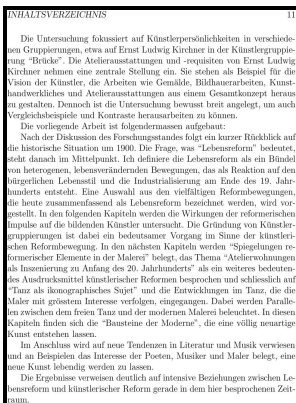 INHALTSVERZEICHNIS 11
Die Untersuchung fokussiert auf Künstlerpersönlichkeiten in verschiede-
nen Gruppierungen, etwa auf Ernst Ludwig Kirchner in der Künstlergruppie-
rung "Brücke". Die Atelierausstattungen und -requisiten von Ernst Ludwig
Kirchner nehmen eine zentrale Stellung ein. Sie stehen als Beispiel für die
Vision der Künstler, die Arbeiten wie Gemälde, Bildhauerarbeiten, Kunst-
handwerkliches und Atelierausstattungen aus einem Gesamtkonzept heraus
zu gestalten. Dennoch ist die Untersuchung bewusst breit angelegt, um auch
Vergleichsbeispiele und Kontraste herausarbeiten zu können.
Die vorliegende Arbeit ist folgendermassen aufgebaut:
Nach der Diskussion des Forschungsstandes folgt ein kurzer Rückblick auf
die historische Situation um 1900. Die Frage, was "Lebensreform" bedeutet,
steht danach im Mittelpunkt. Ich definiere die Lebensreform als ein Bündel
von heterogenen, lebensverändernden Bewegungen, das als Reaktion auf den
bürgerlichen Lebensstil und die Industrialisierung am Ende des 19. Jahr-
hunderts entsteht. Eine Auswahl aus den vielfältigen Reformbewegungen,
die heute zusammenfassend als Lebensreform bezeichnet werden, wird vor-
gestellt. In den folgenden Kapiteln werden die Wirkungen der reformerischen
Impulse auf die bildenden Künstler untersucht. Die Gründung von Künstler-
gruppierungen ist dabei ein bedeutsamer Vorgang im Sinne der künstleri-
schen Reformbewegung. In den nächsten Kapiteln werden "Spiegelungen re-
formerischer Elemente in der Malerei" belegt, das Thema "Atelierwohnungen
als Inszenierung zu Anfang des 20. Jahrhunderts" als ein weiteres bedeuten-
des Ausdrucksmittel künstlerischer Reformen besprochen und schliesslich auf
"Tanz als ikonographisches Sujet" und die Entwicklungen im Tanz, die die
Maler mit grösstem Interesse verfolgen, eingegangen. Dabei werden Paralle-
len zwischen dem freien Tanz und der modernen Malerei beleuchtet. In diesen
Kapiteln finden sich die "Bausteine der Moderne", die eine völlig neuartige
Kunst entstehen lassen.
Im Anschluss wird auf neue Tendenzen in Literatur und Musik verwiesen
und an Beispielen das Interesse der Poeten, Musiker und Maler belegt, eine
neue Kunst lebendig werden zu lassen.
Die Ergebnisse verweisen deutlich auf intensive Beziehungen zwischen Le-
bensreform und künstlerischer Reform gerade in dem hier besprochenen Zeit-
raum.